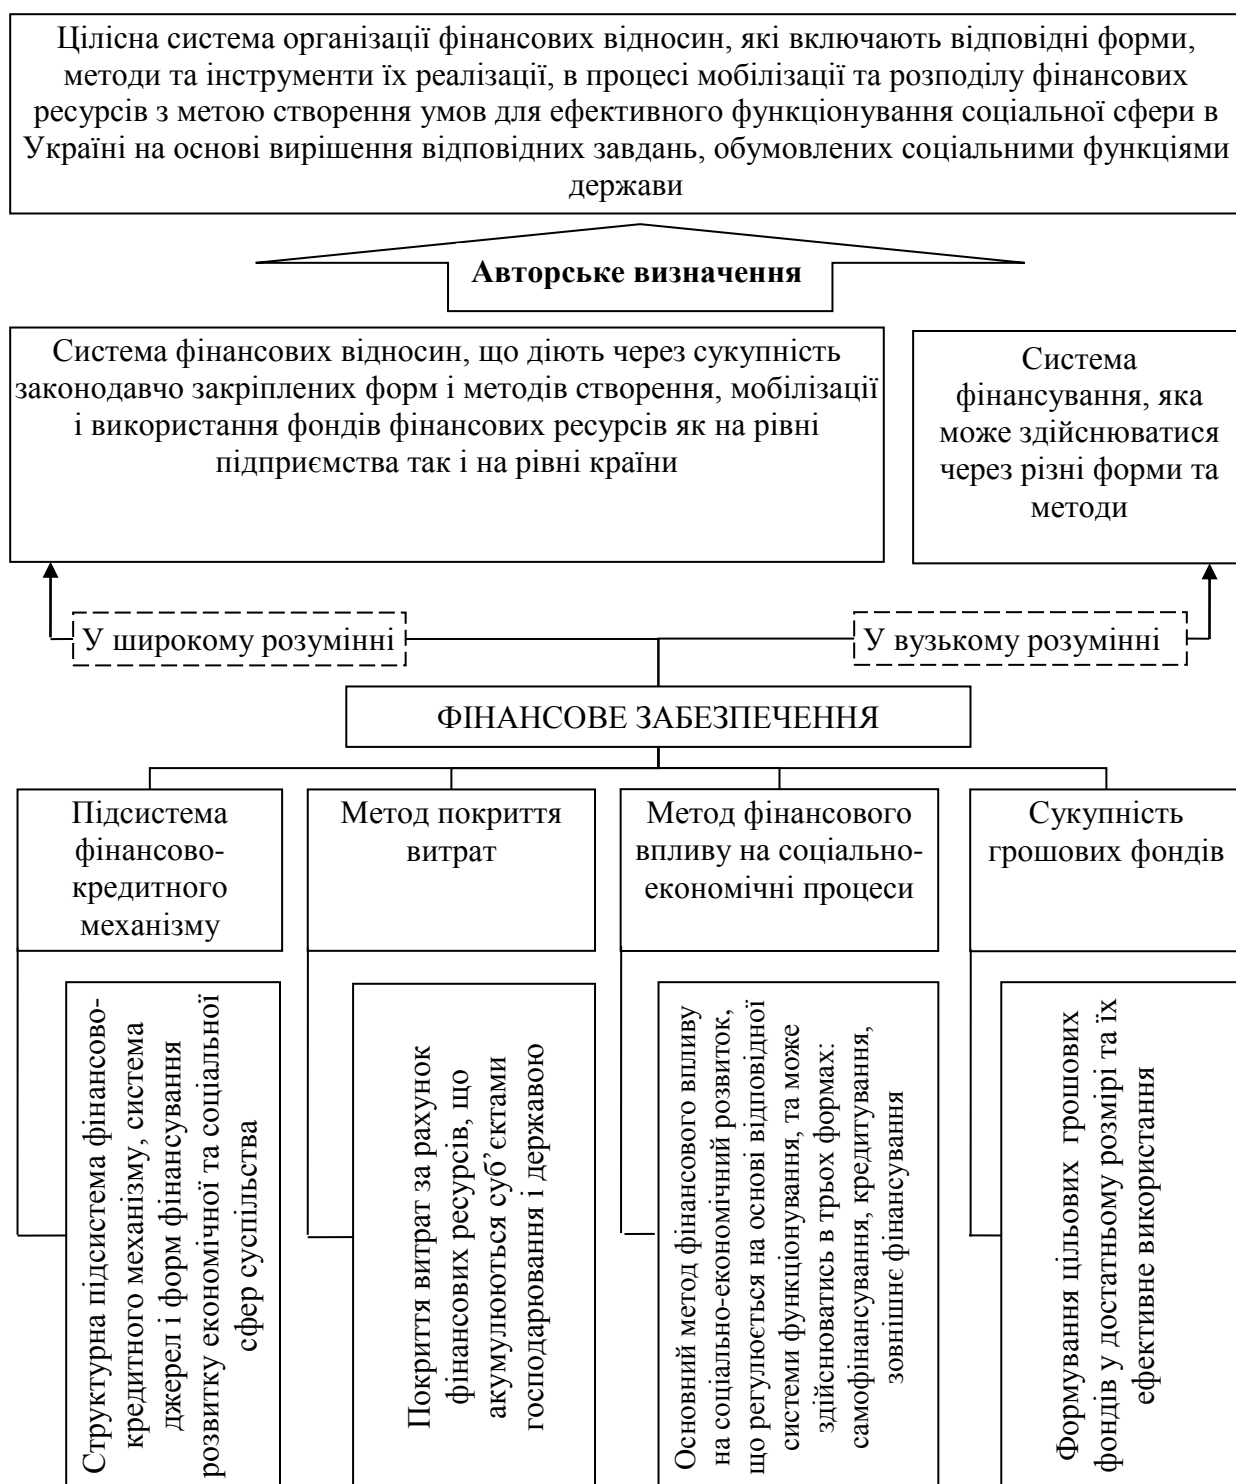 Цілісна система організації фінансових відносин, які включають відповідні форми,
методи та інструменти їх реалізації, в процесі мобілізації та розподілу фінансових
ресурсів з метою створення умов для ефективного функціонування соціальної сфери в
Україні на основі вирішення відповідних завдань, обумовлених соціальними функціями
держави
Авторське визначення
Система фінансових відносин, що діють через сукупність
законодавчо закріплених форм і методів створення, мобілізації
і використання фондів фінансових ресурсів як на рівні
підприємства так і на рівні країни
Система
фінансування, яка
може здійснюватися
через різні форми та
методи
У широкому розумінні
У вузькому розумінні
ФІНАНСОВЕ ЗАБЕЗПЕЧЕННЯ
Підсистема
фінансово-
кредитного
механізму
Метод покриття
витрат
Метод фінансового
впливу на соціально-
економічні процеси
Сукупність
грошових фондів
Структурна підсистема фінансово-
кредитного механізму, система
джерел і форм фінансування
розвитку економічної та соціальної
сфер суспільства
Покриття витрат за рахунок
фінансових ресурсів, що
акумулюються суб’єктами
господарювання і державою
Основний метод фінансового впливу
на соціально-економічний розвиток,
що регулюється на основі відповідної
системи функціонування, та може
здійснюватись в трьох формах:
самофінансування, кредитування,
зовнішнє фінансування
Формування цільових грошових
фондів у достатньому розмірі та їх
ефективне використання